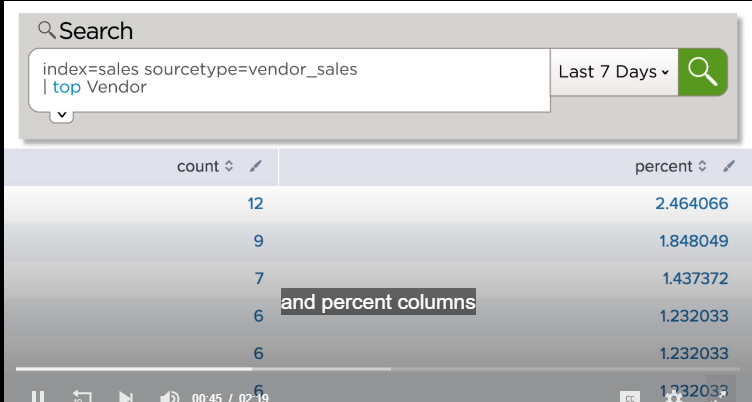 Search
index=sales sourcetype=vendor_sales
| top Vendor
Last 7 Days
count percent
12 2.464066
9 1.848049
7 1.437372
and percent columns
6 1.232033
6 1.232033
6 1.232033
00:45 / 02:19
CC